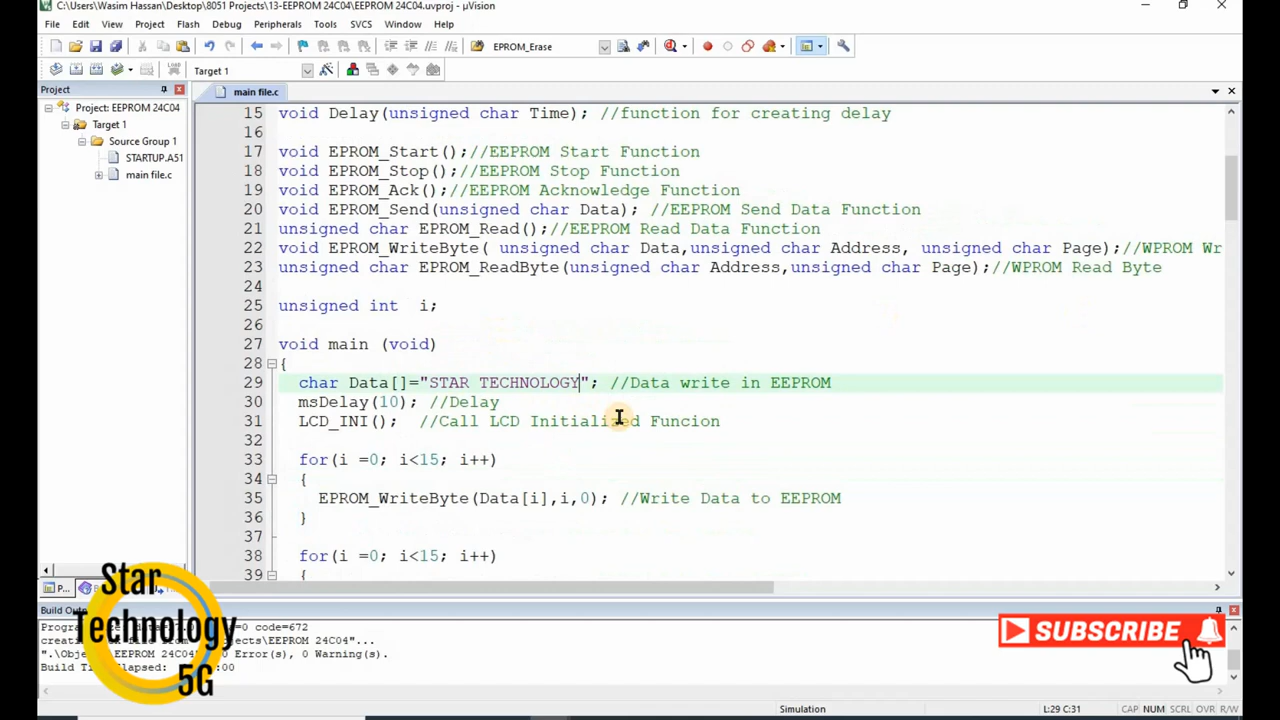 C:\Users\Wasim Hassan\Desktop\8051 Projects\13-EEPROM 24C04\EEPROM 24C04.uvproj - µVision
File Edit View Project Flash Debug Peripherals Tools SVCS Window Help
EPROM_Erase
LOAD Target 1
Project
main file.c
Project: EEPROM 24C04
Target 1
Source Group 1
STARTUP.A51
main file.c
15 void Delay(unsigned char Time); //function for creating delay
16
17 void EPROM_Start();//EEPROM Start Function
18 void EPROM_Stop();//EEPROM Stop Function
19 void EPROM_Ack();//EEPROM Acknowledge Function
20 void EPROM_Send(unsigned char Data); //EEPROM Send Data Function
21 unsigned char EPROM_Read();//EEPROM Read Data Function
22 void EPROM_WriteByte( unsigned char Data,unsigned char Address, unsigned char Page);//WPROM Wr
23 unsigned char EPROM_ReadByte(unsigned char Address,unsigned char Page);//WPROM Read Byte
24
25 unsigned int  i;
26
27 void main (void)
28 {
29 char Data[]="STAR TECHNOLOGY"; //Data write in EEPROM
30 msDelay(10); //Delay
31 LCD_INI();  //Call LCD Initialized Funcion
32
33 for(i =0; i<15; i++)
34 {
35 EPROM_WriteByte(Data[i],i,0); //Write Data to EEPROM
36 }
37
38 for(i =0; i<15; i++)
39 {
P...
Build Out
=0 code=672
\EEPROM 24C04"...
Error(s), 0 Warning(s).
:00
Star
Technology
5G
SUBSCRIBE
Simulation
L:29 C:31
CAP NUM SCRL OVR R/W